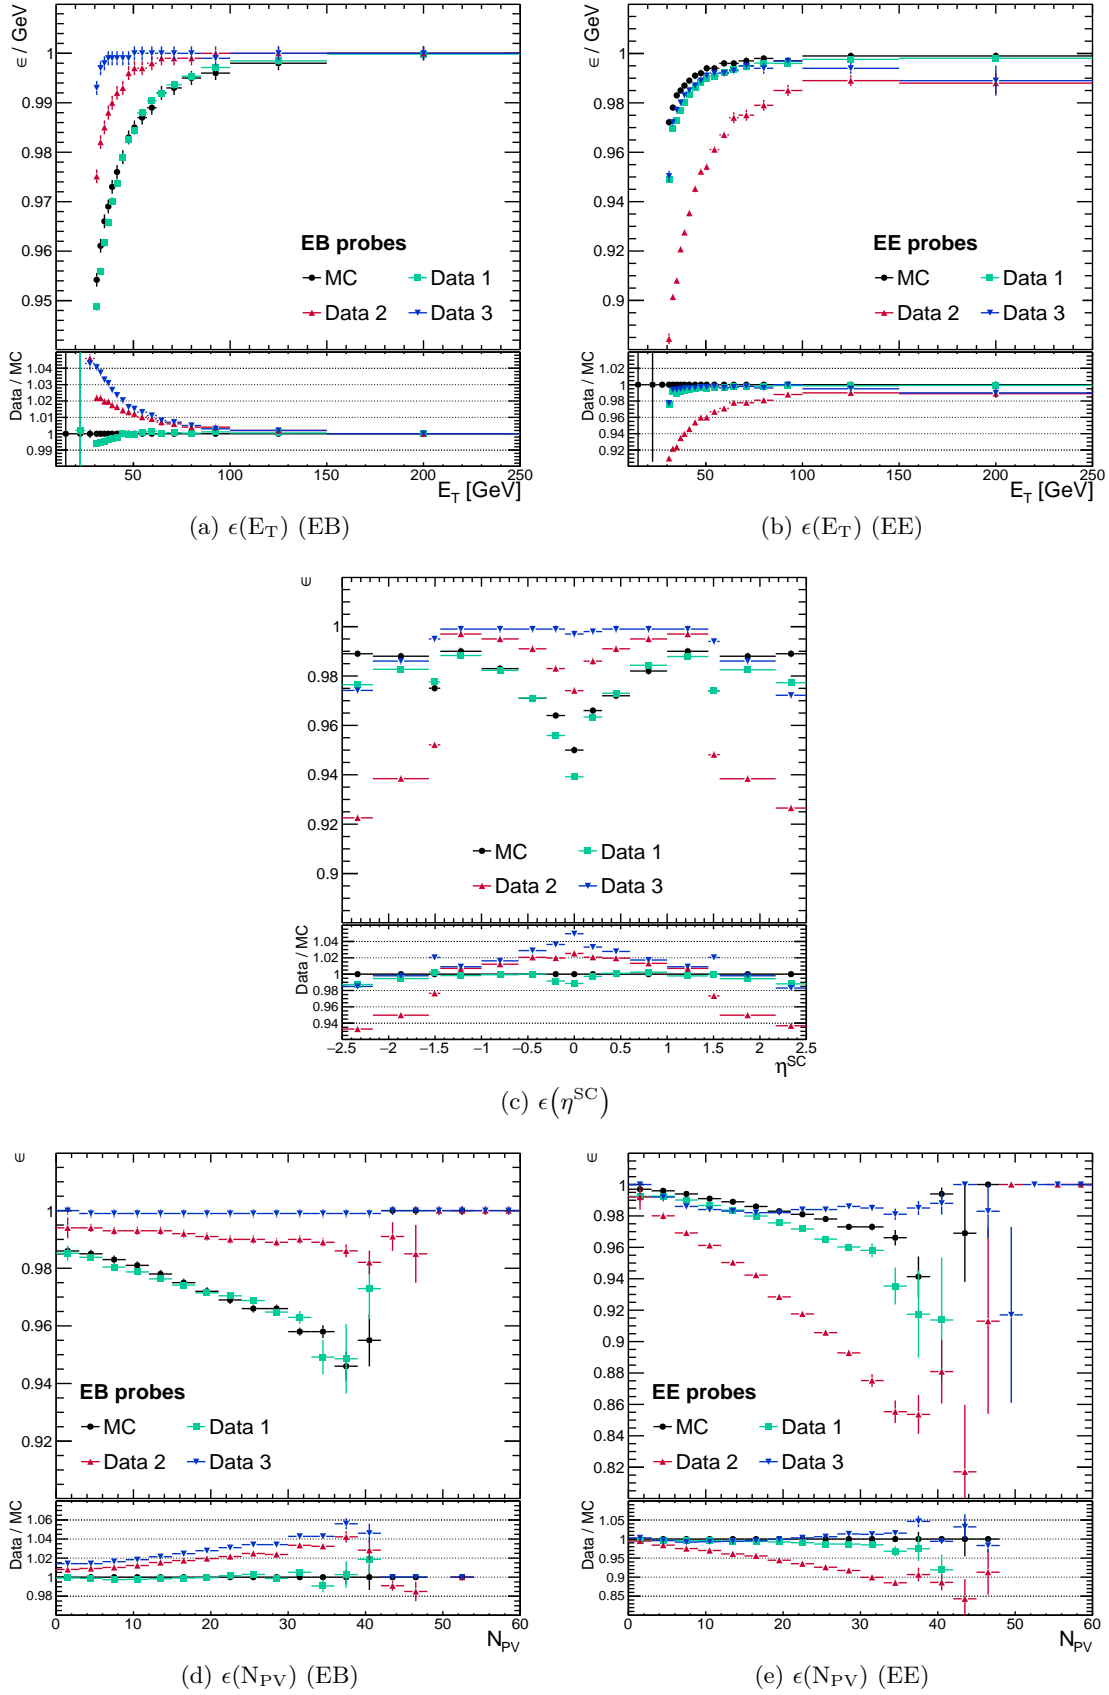 ϵ / GeV
1
0.99
0.98
0.97
0.96
0.95
EB probes
MC
Data 1
Data 2
Data 3
Data / MC
1.04
1.03
1.02
1.01
1
0.99
50
100
150
200
250
E_T [GeV]
(a) ϵ(E_T) (EB)
ϵ / GeV
1
0.98
0.96
0.94
0.92
0.9
EE probes
MC
Data 1
Data 2
Data 3
Data / MC
1.02
1
0.98
0.96
0.94
0.92
50
100
150
200
250
E_T [GeV]
(b) ϵ(E_T) (EE)
ϵ
1
0.98
0.96
0.94
0.92
0.9
MC
Data 1
Data 2
Data 3
Data / MC
1.04
1.02
1
0.98
0.96
0.94
−2.5
−2
−1.5
−1
−0.5
0
0.5
1
1.5
2
2.5
η^SC
(c) ϵ(η^SC)
ϵ
1
0.98
0.96
0.94
0.92
EB probes
MC
Data 1
Data 2
Data 3
Data / MC
1.06
1.04
1.02
1
0.98
0
10
20
30
40
50
60
N_PV
(d) ϵ(N_PV) (EB)
ϵ
1
0.98
0.96
0.94
0.92
0.9
0.88
0.86
0.84
0.82
EE probes
MC
Data 1
Data 2
Data 3
Data / MC
1.05
1
0.95
0.9
0.85
0
10
20
30
40
50
60
N_PV
(e) ϵ(N_PV) (EE)